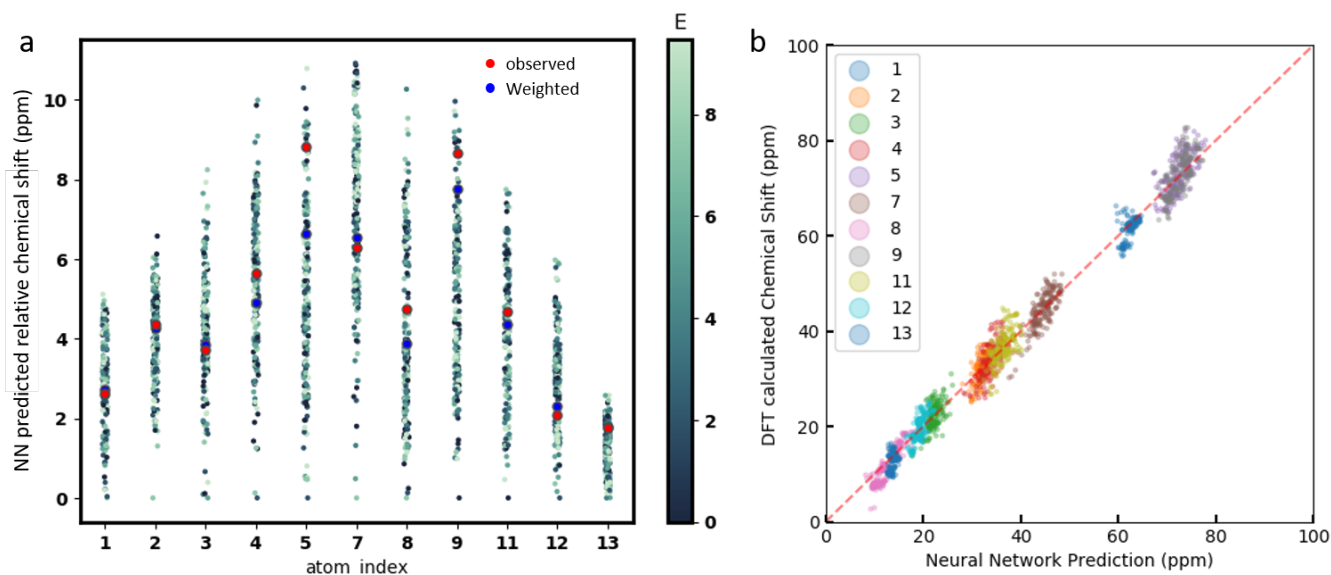 a
NN predicted relative chemical shift (ppm)
10
8
6
4
2
0
observed
Weighted
1 2 3 4 5 7 8 9 11 12 13
atom index
E
8
6
4
2
0
b
DFT calculated Chemical Shift (ppm)
100
80
60
40
20
0
1
2
3
4
5
7
8
9
11
12
13
0 20 40 60 80 100
Neural Network Prediction (ppm)